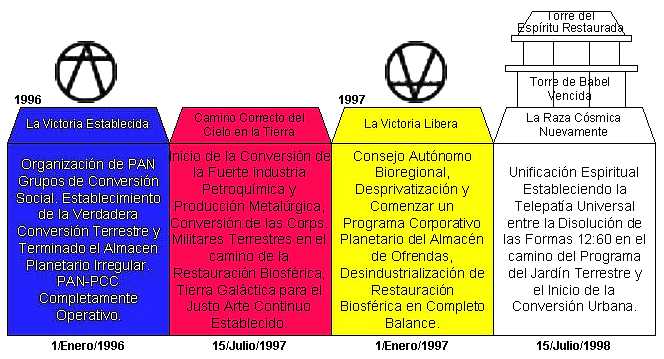 Torre del
Espíritu Restaurada
Torre de Babel
Vencida
1996
1997
La Victoria Establecida
Camino Correcto del
Cielo en la Tierra
La Victoria Libera
La Raza Cósmica
Nuevamente
Organización de PAN
Grupos de Conversión
Social. Establecimiento
de la Verdadera
Conversión Terrestre y
Terminado el Almacen
Planetario Irregular.
PAN-PCC
Completamente
Operativo.
Inicio de la Conversión de
la Fuerte Industria
Petroquímica y
Producción Metalúrgica,
Conversión de las Corps.
Militares Terrestres en el
camino de la
Restauración Biosférica,
Tierra Galáctica para el
Justo Arte Continuo
Establecido.
Consejo Autónomo
Bioregional,
Desprivatización y
Comenzar un
Programa Corporativo
Planetario del Almacén
de Ofrendas,
Desindustrialización de
Restauración
Biosférica en Completo
Balance.
Unificación Espiritual
Estableciendo la
Telepatía Universal
entre la Disolución de
las Formas 12:60 en el
camino del Programa
del Jardín Terrestre y
el Inicio de la
Conversión Urbana.
1/Enero/1996
15/Julio/1997
1/Enero/1997
15/Julio/1998